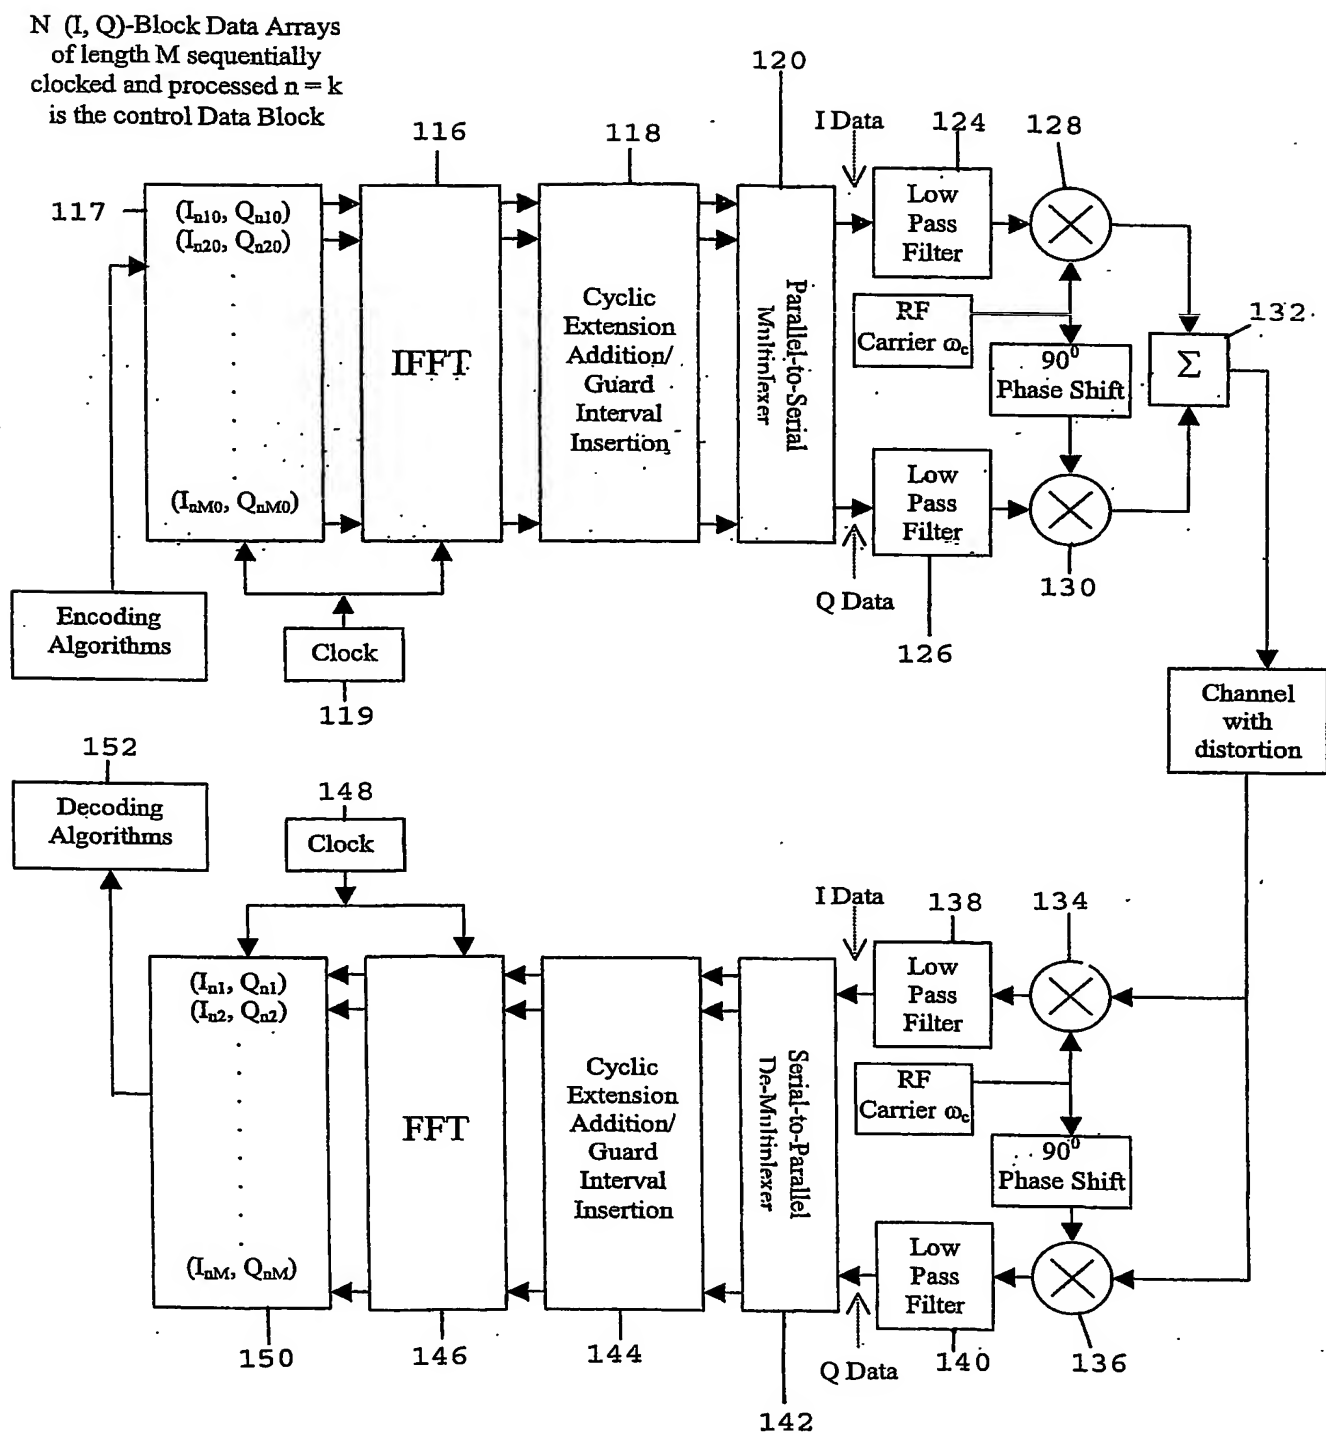 N (I, Q)-Block Data Arrays
of length M sequentially
clocked and processed n = k
is the control Data Block
120
116
118
I Data
124
128
117
(Iₙ₁₀, Qₙ₁₀)
(Iₙ₂₀, Qₙ₂₀)
(IₙM₀, QₙM₀)
IFFT
Cyclic
Extension
Addition/
Guard
Interval
Insertion
Parallel-to-Serial
Multiplexer
Low
Pass
Filter
RF
Carrier ωc
90⁰
Phase Shift
132
Σ
Low
Pass
Filter
Q Data
130
126
Encoding
Algorithms
Clock
119
Channel
with
distortion
152
Decoding
Algorithms
148
Clock
I Data
138
134
(Iₙ₁, Qₙ₁)
(Iₙ₂, Qₙ₂)
(IₙM, QₙM)
FFT
Cyclic
Extension
Addition/
Guard
Interval
Insertion
Serial-to-Parallel
De-Multiplexer
Low
Pass
Filter
RF
Carrier ωc
90⁰
Phase Shift
Low
Pass
Filter
150
146
144
142
Q Data
140
136